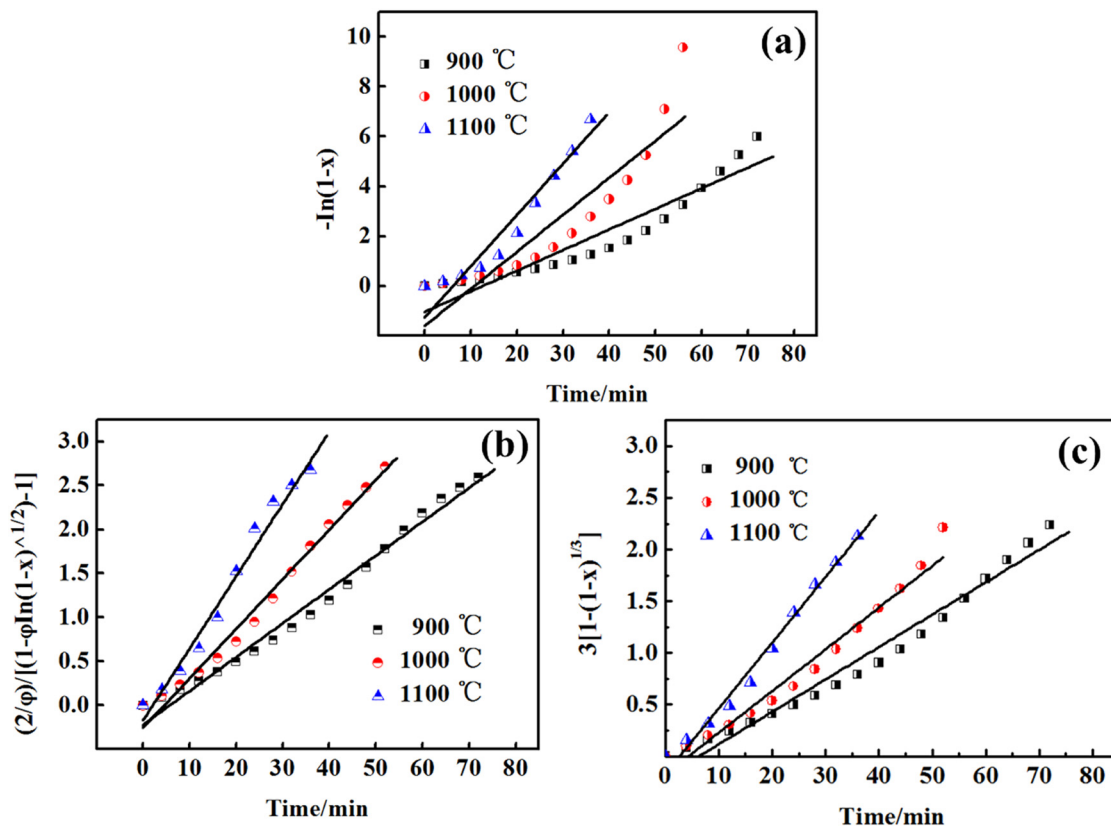 (a)
900 ℃
1000 ℃
1100 ℃
10
8
6
4
2
0
-In(1-x)
0 10 20 30 40 50 60 70 80
Time/min
(b)
3.0
2.5
2.0
1.5
1.0
0.5
0.0
(2/φ)/[(1-φIn(1-x)^1/2)-1]
900 ℃
1000 ℃
1100 ℃
0 10 20 30 40 50 60 70 80
Time/min
(c)
900 ℃
1000 ℃
1100 ℃
3.0
2.5
2.0
1.5
1.0
0.5
3[1-(1-x)^1/3]
0 10 20 30 40 50 60 70 80
Time/min